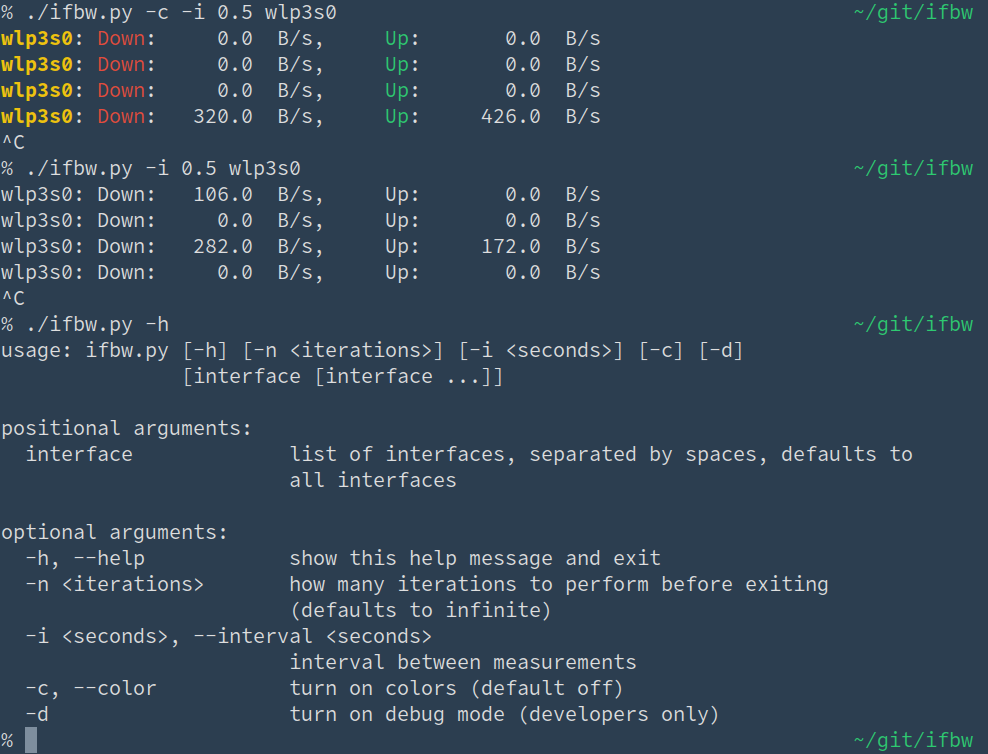 % ./ifbw.py -c -i 0.5 wlp3s0 ~/git/ifbw
wlp3s0: Down: 0.0 B/s, Up: 0.0 B/s
wlp3s0: Down: 0.0 B/s, Up: 0.0 B/s
wlp3s0: Down: 0.0 B/s, Up: 0.0 B/s
wlp3s0: Down: 320.0 B/s, Up: 426.0 B/s
^C
% ./ifbw.py -i 0.5 wlp3s0 ~/git/ifbw
wlp3s0: Down: 106.0 B/s, Up: 0.0 B/s
wlp3s0: Down: 0.0 B/s, Up: 0.0 B/s
wlp3s0: Down: 282.0 B/s, Up: 172.0 B/s
wlp3s0: Down: 0.0 B/s, Up: 0.0 B/s
^C
% ./ifbw.py -h ~/git/ifbw
usage: ifbw.py [-h] [-n <iterations>] [-i <seconds>] [-c] [-d]
[interface [interface ...]]
positional arguments:
interface list of interfaces, separated by spaces, defaults to
all interfaces
optional arguments:
-h, --help show this help message and exit
-n <iterations> how many iterations to perform before exiting
(defaults to infinite)
-i <seconds>, --interval <seconds>
interval between measurements
-c, --color turn on colors (default off)
-d turn on debug mode (developers only)
% ~/git/ifbw